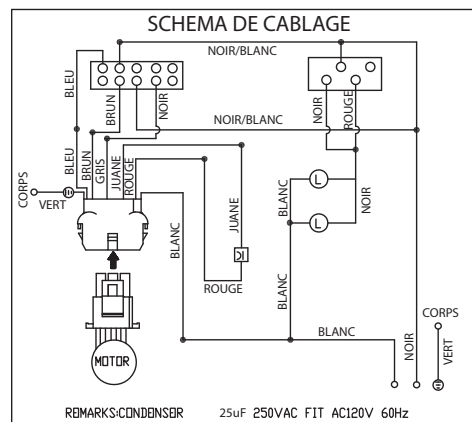 SCHEMA DE CABLAGE
NOIR/BLANC
BLEU
BRUN
NOIR
NOIR
ROUGE
NOIR/BLANC
BLEU
BRUN
GRIS
JUANE
ROUGE
CORPS
VERT
BLANC
JUANE
BLANC
L
NOIR
L
ROUGE
BLANC
BLANC
CORPS
NOIR
VERT
MOTOR
REMARKS:CONDENSER 25uF 250VAC FIT AC120V 60Hz